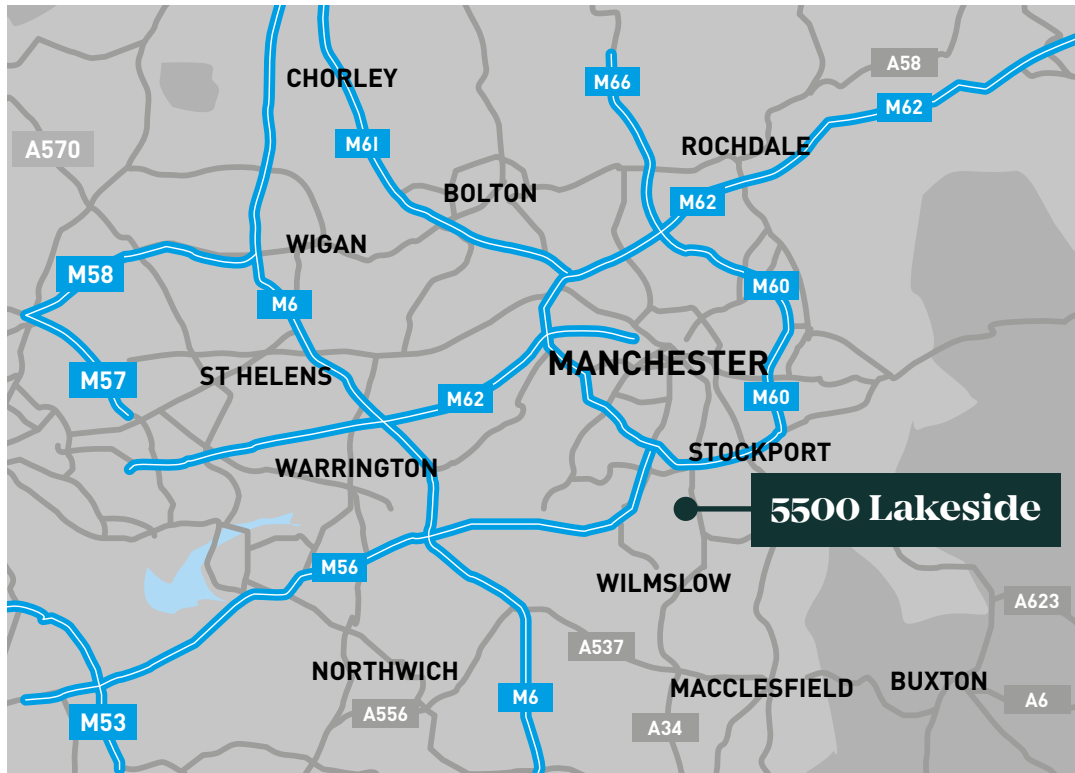 A58
CHORLEY
M66
M62
M61
A570
ROCHDALE
BOLTON
M62
WIGAN
M58
M60
M6
MANCHESTER
ST HELENS
M57
M62
M60
STOCKPORT
WARRINGTON
5500 Lakeside
M56
WILMSLOW
A623
A537
NORTHWICH
MACCLESFIELD
BUXTON
M6
A6
A556
M53
A34